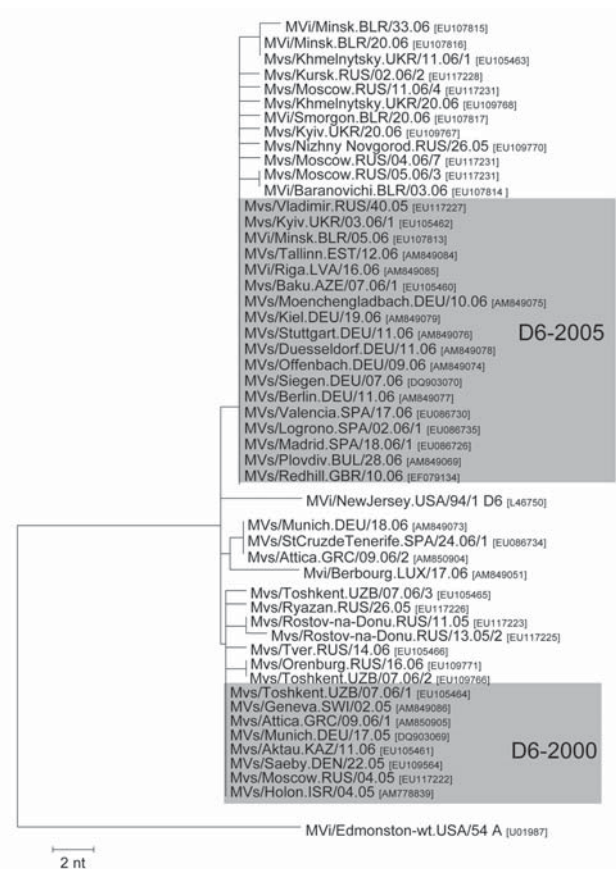 MVi/Minsk.BLR/33.06 [EU107815]
MVi/Minsk.BLR/20.06 [EU107816]
Mvs/Khmelnytsky.UKR/11.06/1 [EU105463]
Mvs/Kursk.RUS/02.06/2 [EU117228]
Mvs/Moscow.RUS/11.06/4 [EU117231]
Mvs/Khmelnytsky.UKR/20.06 [EU109768]
MVi/Smorgon.BLR/20.06 [EU107817]
Mvs/Kyiv.UKR/20.06 [EU109767]
Mvs/Nizhny Novgorod.RUS/26.05 [EU109770]
Mvs/Moscow.RUS/04.06/7 [EU117231]
Mvs/Moscow.RUS/05.06/3 [EU117231]
MVi/Baranovichi.BLR/03.06 [EU107814 ]
Mvs/Vladimir.RUS/40.05 [EU117227]
Mvs/Kyiv.UKR/03.06/1 [EU105462]
MVi/Minsk.BLR/05.06 [EU107813]
MVs/Tallinn.EST/12.06 [AM849084]
MVi/Riga.LVA/16.06 [AM849085]
Mvs/Baku.AZE/07.06/1 [EU105460]
MVs/Moenchengladbach.DEU/10.06 [AM849075]
MVs/Kiel.DEU/19.06 [AM849079]
MVs/Stuttgart.DEU/11.06 [AM849076]
D6-2005
MVs/Duesseldorf.DEU/11.06 [AM849078]
MVs/Offenbach.DEU/09.06 [AM849074]
MVs/Siegen.DEU/07.06 [DQ903070]
MVs/Berlin.DEU/11.06 [AM849077]
MVs/Valencia.SPA/17.06 [EU086730]
MVs/Logrono.SPA/02.06/1 [EU086735]
MVs/Madrid.SPA/18.06/1 [EU086726]
MVs/Plovdiv.BUL/28.06 [AM849069]
MVs/Redhill.GBR/10.06 [EF079134]
MVi/NewJersey.USA/94/1 D6 [L46750]
MVs/Munich.DEU/18.06 [AM849073]
MVs/StCruzdeTenerife.SPA/24.06/1 [EU086734]
MVs/Attica.GRC/09.06/2 [AM850904]
Mvi/Berbourg.LUX/17.06 [AM849051]
Mvs/Toshkent.UZB/07.06/3 [EU105465]
MVs/Ryazan.RUS/26.05 [EU117226]
MVs/Rostov-na-Donu.RUS/11.05 [EU117223]
Mvs/Rostov-na-Donu.RUS/13.05/2 [EU117225]
Mvs/Tver.RUS/14.06 [EU105466]
Mvs/Orenburg.RUS/16.06 [EU109771]
Mvs/Toshkent.UZB/07.06/2 [EU109766]
Mvs/Toshkent.UZB/07.06/1 [EU105464]
MVs/Geneva.SWI/02.05 [AM849086]
MVs/Attica.GRC/09.06/1 [AM850905]
MVs/Munich.DEU/17.05 [DQ903069]
MVs/Aktau.KAZ/11.06 [EU105461]
D6-2000
MVs/Saeby.DEN/22.05 [EU109564]
Mvs/Moscow.RUS/04.05 [EU117222]
MVs/Holon.ISR/04.05 [AM778839]
MVi/Edmonston-wt.USA/54 A [U01987]
2 nt